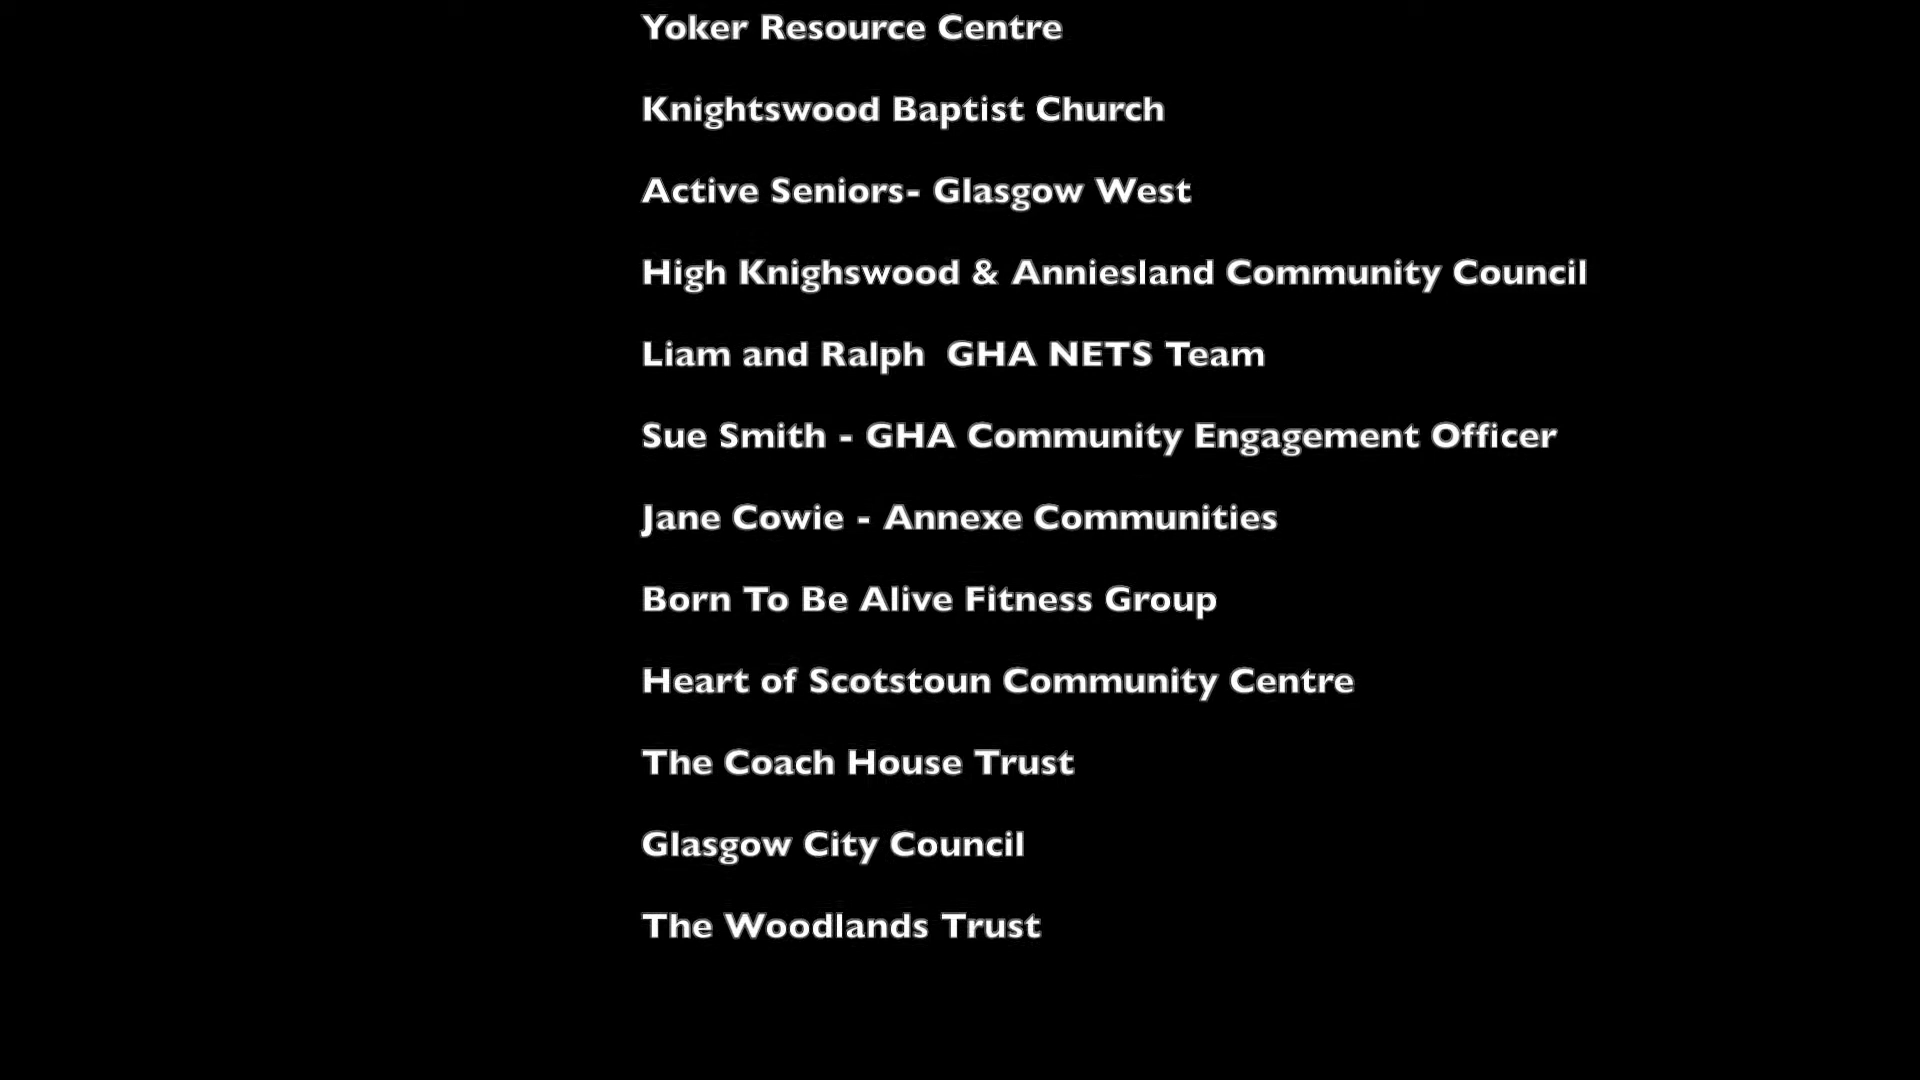 Yoker Resource Centre
Knightswood Baptist Church
Active Seniors- Glasgow West
High Knighswood & Anniesland Community Council
Liam and Ralph  GHA NETS Team
Sue Smith - GHA Community Engagement Officer
Jane Cowie - Annexe Communities
Born To Be Alive Fitness Group
Heart of Scotstoun Community Centre
The Coach House Trust
Glasgow City Council
The Woodlands Trust